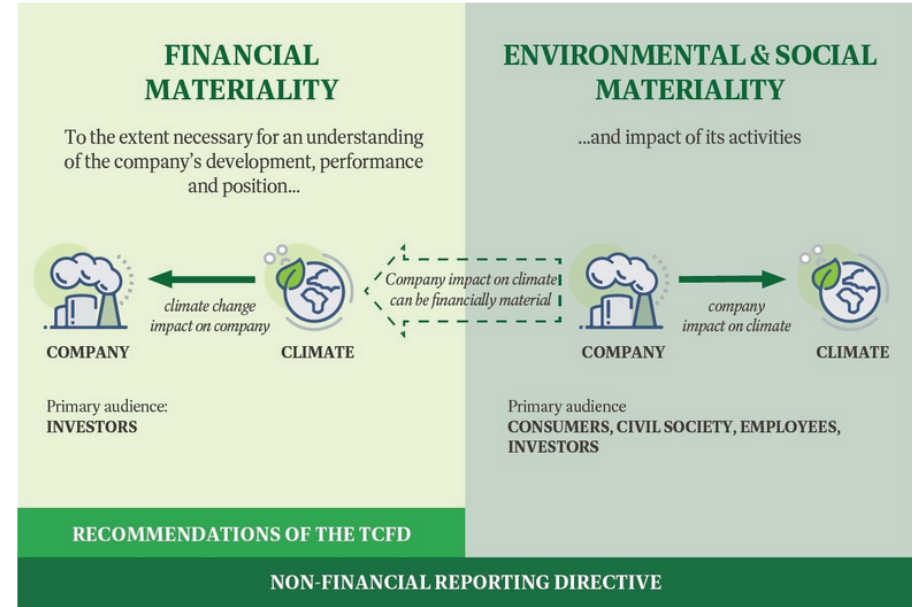 FINANCIAL
MATERIALITY
To the extent necessary for an understanding
of the company's development, performance
and position...
climate change
impact on company
COMPANY
CLIMATE
Primary audience:
INVESTORS
RECOMMENDATIONS OF THE TCFD
Company impact on climate
can be financially material
ENVIRONMENTAL & SOCIAL
MATERIALITY
...and impact of its activities
company
impact on climate
COMPANY
CLIMATE
Primary audience
CONSUMERS, CIVIL SOCIETY, EMPLOYEES,
INVESTORS
NON-FINANCIAL REPORTING DIRECTIVE